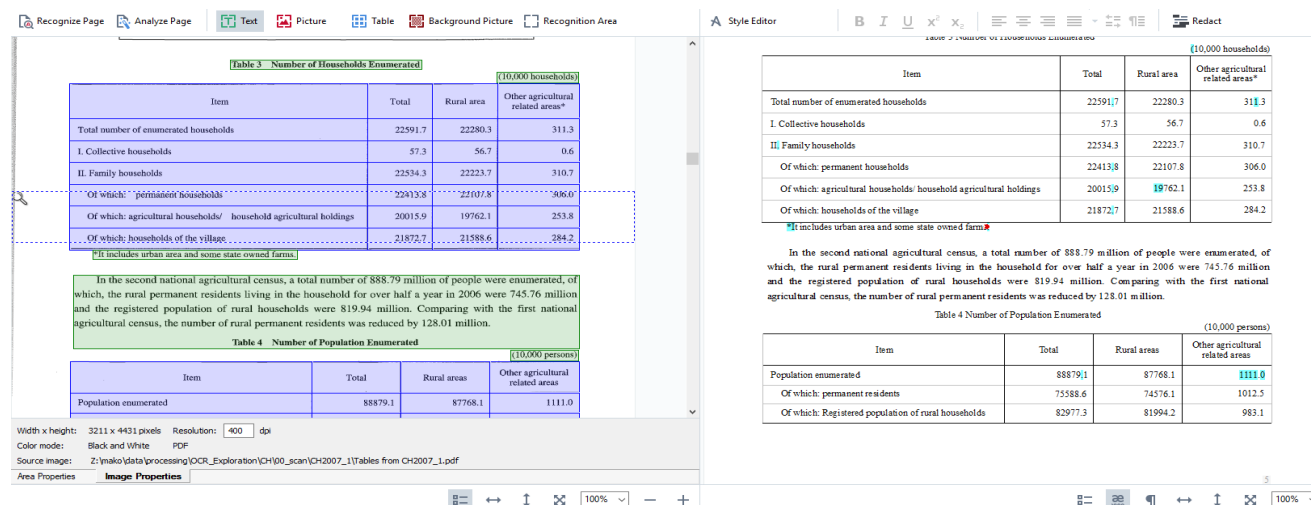 Recognize Page Analyze Page Text Picture Table Background Picture Recognition Area
Table 3 Number of Households Enumerated
(10,000 households)
Item Total Rural area Other agricultural related areas*
Total number of enumerated households 22591.7 22280.3 311.3
I. Collective households 57.3 56.7 0.6
II. Family households 22534.3 22223.7 310.7
Of which: permanent households 22413.8 22107.8 306.0
Of which: agricultural households/ household agricultural holdings 20015.9 19762.1 253.8
Of which: households of the village 21872.7 21588.6 284.2
*It includes urban area and some state owned farms.
In the second national agricultural census, a total number of 888.79 million of people were enumerated, of
which, the rural permanent residents living in the household for over half a year in 2006 were 745.76 million
and the registered population of rural households were 819.94 million. Comparing with the first national
agricultural census, the number of rural permanent residents was reduced by 128.01 million.
Table 4 Number of Population Enumerated
(10,000 persons)
Item Total Rural areas Other agricultural related areas
Population enumerated 88879.1 87768.1 1111.0
Width x height: 3211 x 4431 pixels Resolution: 400 dpi
Color mode: Black and White PDF
Source image: Z:\mako\data\processing\OCR_Exploration\CH\00_scan\CH2007_1\Tables from CH2007_1.pdf
Area Properties Image Properties
100%
A Style Editor B I U x² x₂ Redact
Table 3 Number of Households Enumerated
(10,000 households)
Item Total Rural area Other agricultural related areas*
Total number of enumerated households 22591.7 22280.3 311.3
I. Collective households 57.3 56.7 0.6
II. Family households 22534.3 22223.7 310.7
Of which: permanent households 22413.8 22107.8 306.0
Of which: agricultural households/ household agricultural holdings 20015.9 19762.1 253.8
Of which: households of the village 21872.7 21588.6 284.2
*It includes urban area and some state owned farms
In the second national agricultural census, a total number of 888.79 million of people were enumerated, of
which, the rural permanent residents living in the household for over half a year in 2006 were 745.76 million
and the registered population of rural households were 819.94 million. Comparing with the first national
agricultural census, the number of rural permanent residents was reduced by 128.01 million.
Table 4 Number of Population Enumerated
(10,000 persons)
Item Total Rural areas Other agricultural related areas
Population enumerated 88879.1 87768.1 1111.0
Of which: permanent residents 75588.6 74576.1 1012.5
Of which: Registered population of rural households 82977.3 81994.2 983.1
5
æ ¶ 100%